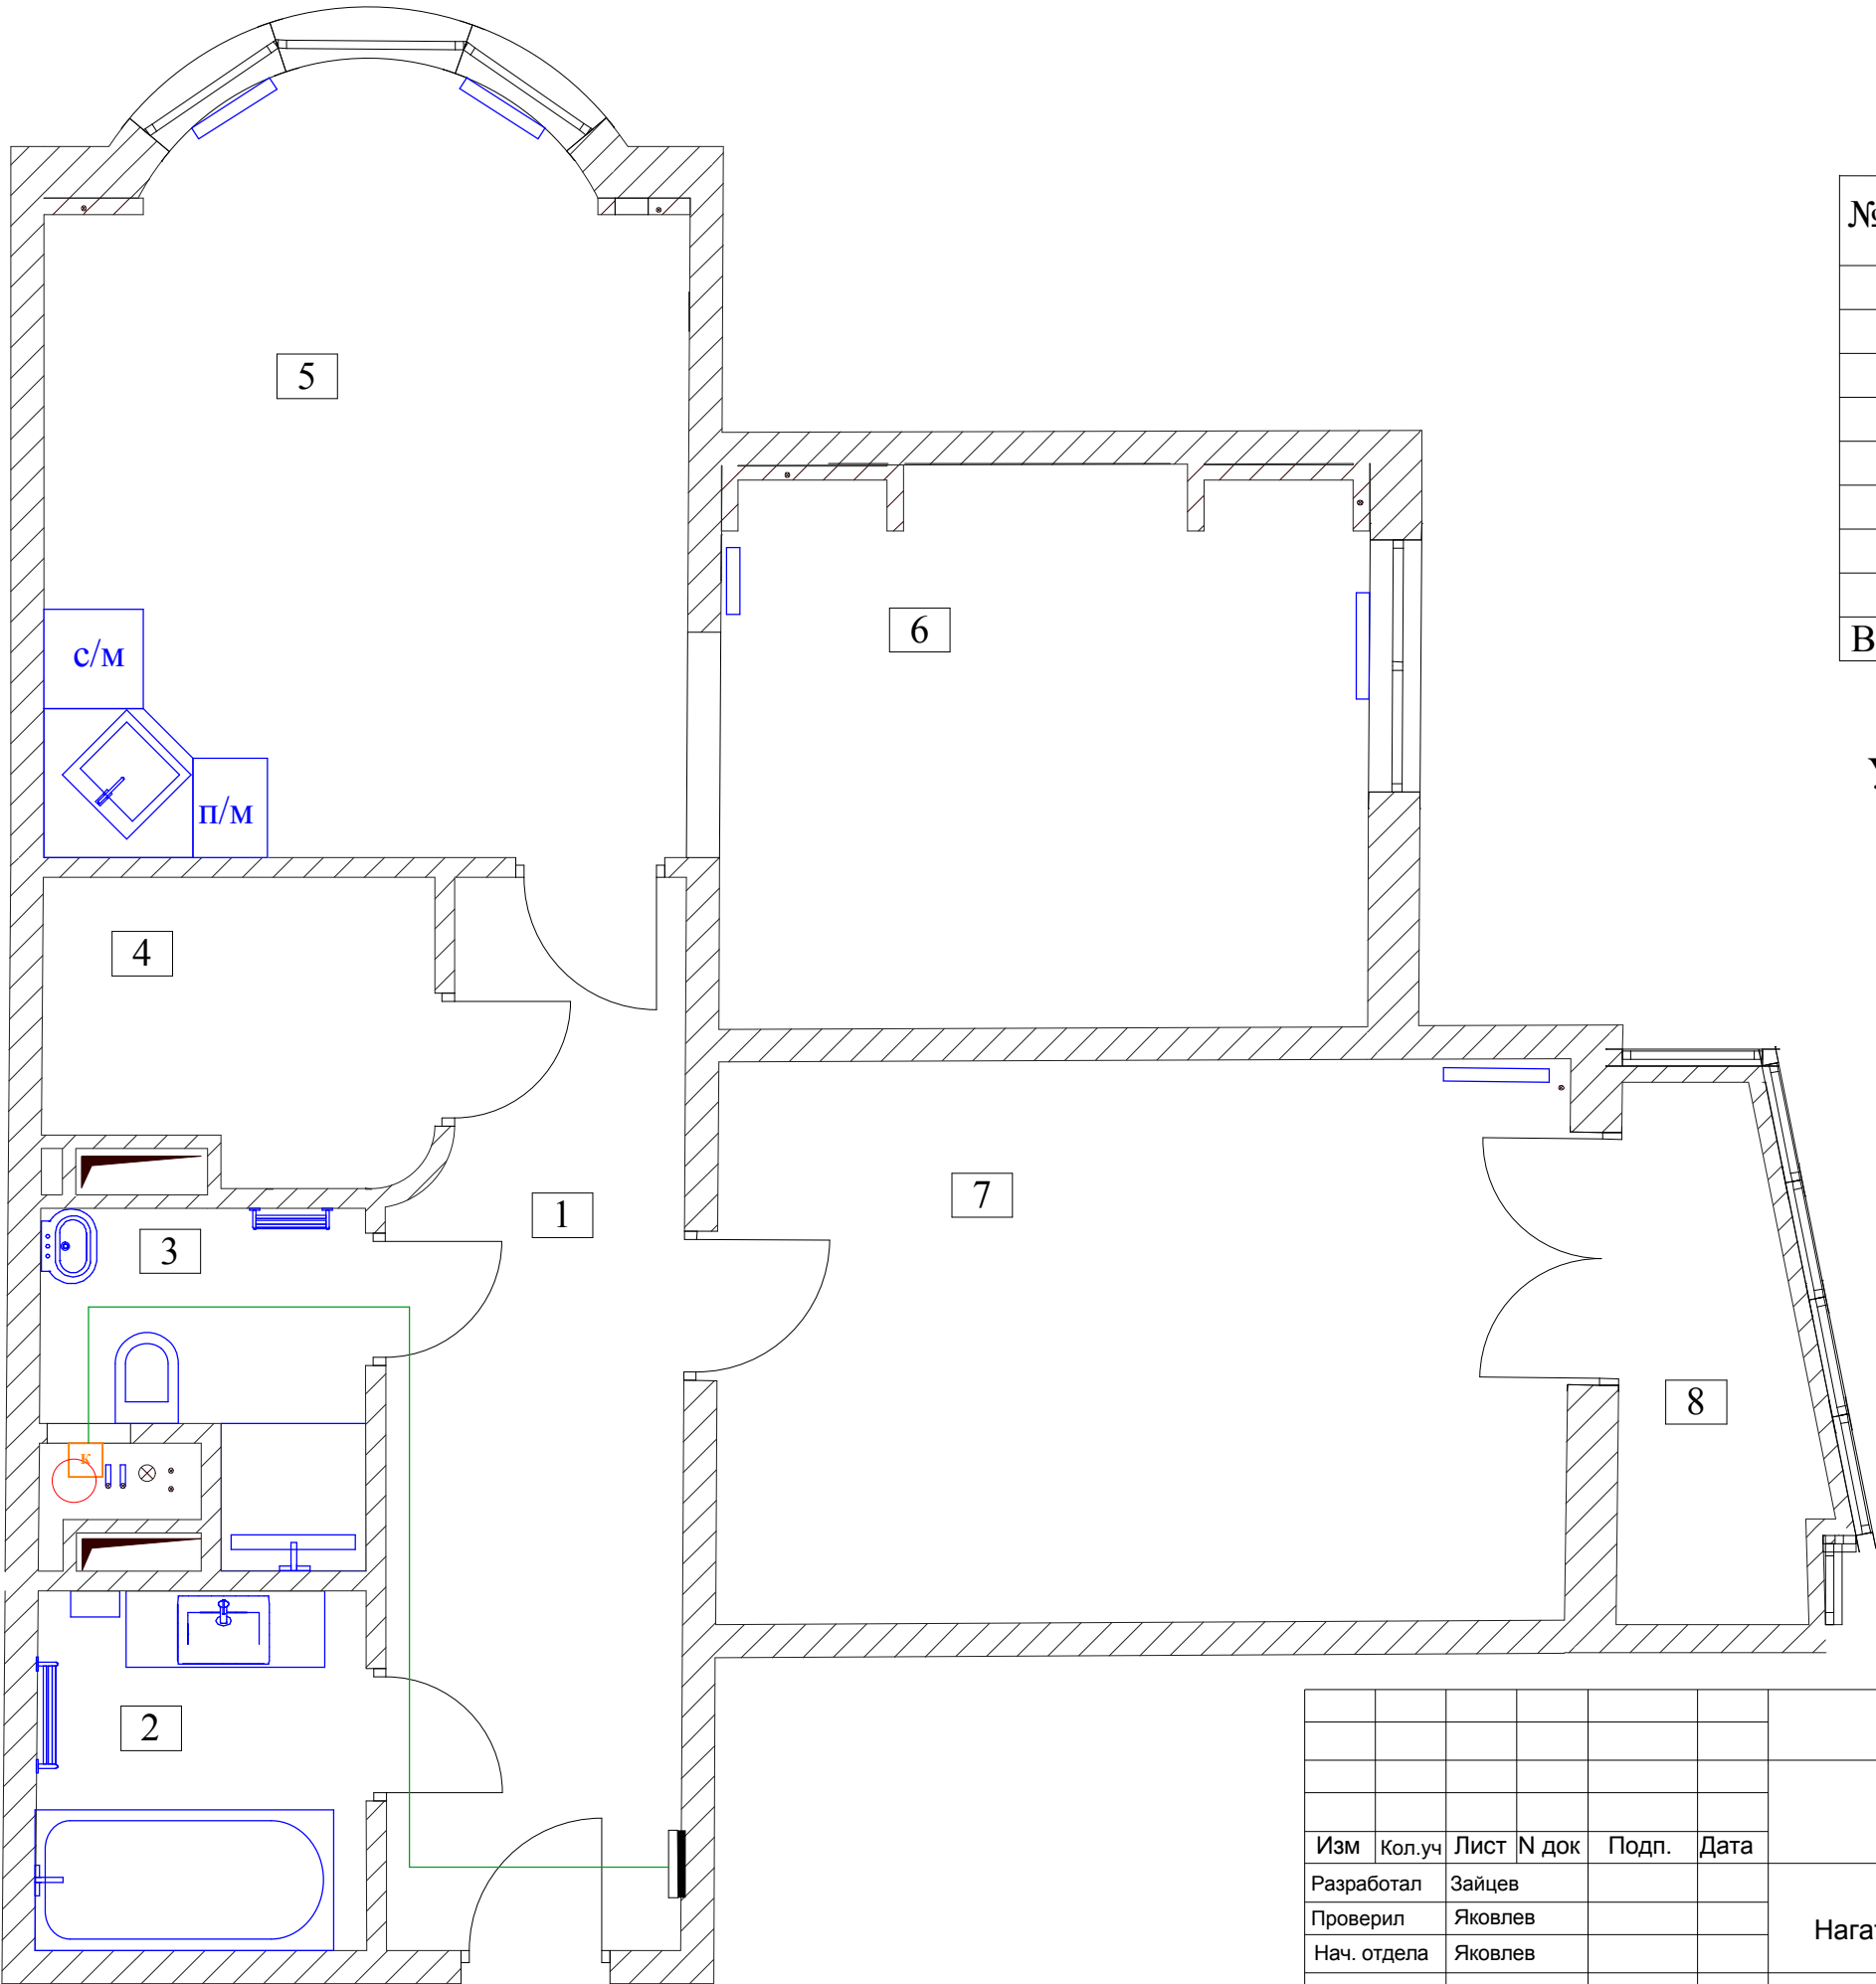 5
№
6
В
с/м
п/м
4
7
1
3
8
к
2
Изм Кол.уч Лист N док Подп. Дата
Разработал Зайцев
Проверил Яковлев
Нач. отдела Яковлев